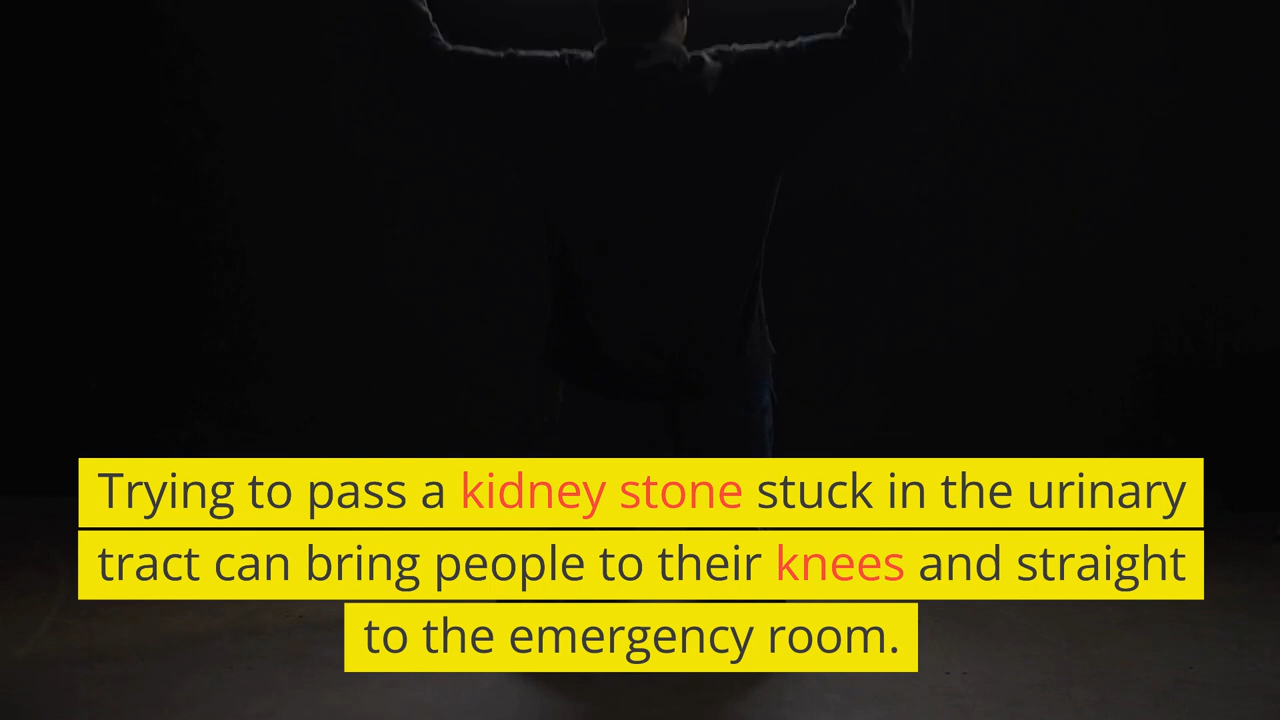 Trying to pass a kidney stone stuck in the urinary
tract can bring people to their knees and straight
to the emergency room.